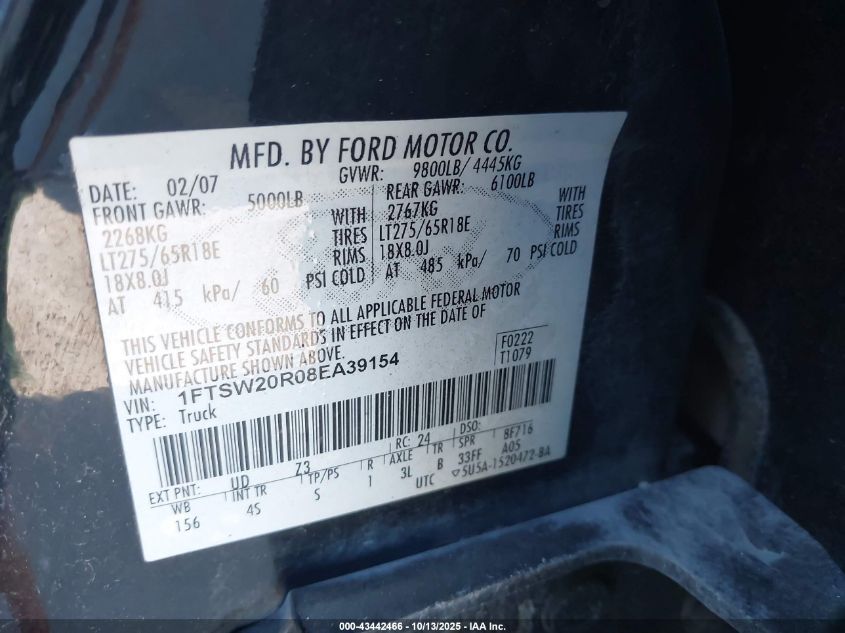 MFD. BY FORD MOTOR CO.
DATE: 02/07 GVWR: 9800LB/ 4445KG
FRONT GAWR: 5000LB REAR GAWR: 6100LB
2268KG WITH 2767KG WITH
LT275/65R18E TIRES LT275/65R18E TIRES
18X8.0J RIMS 18X8.0J RIMS
AT 415 kPa/ 60 PSI COLD AT 485 kPa/ 70 PSI COLD
THIS VEHICLE CONFORMS TO ALL APPLICABLE FEDERAL MOTOR
VEHICLE SAFETY STANDARDS IN EFFECT ON THE DATE OF
MANUFACTURE SHOWN ABOVE.
VIN: 1FTSW20R08EA39154 F0222
TYPE: Truck T1079
EXT PNT: UD Z3 RC: 24 DSO: 8F716
WB INT TR TP/PS R AXLE TR SPR A05
156 4S S 1 3L B 33FF
UTC ▽5U5A-1520472-BA
000-43442466 - 10/13/2025 - IAA Inc.